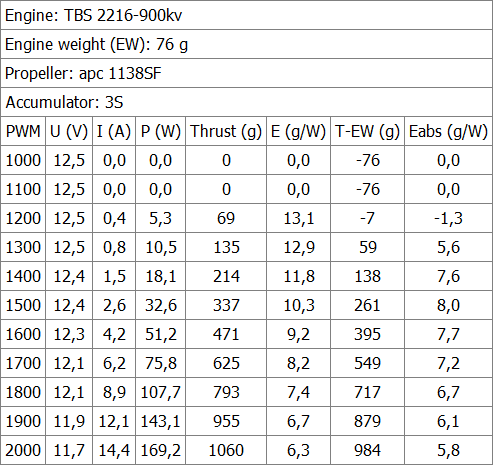 Engine: TBS 2216-900kv
Engine weight (EW): 76 g
Propeller: apc 1138SF
Accumulator: 3S
PWM U (V) I (A) P (W) Thrust (g) E (g/W) T-EW (g) Eabs (g/W)
1000 12,5 0,0 0,0 0 0,0 -76 0,0
1100 12,5 0,0 0,0 0 0,0 -76 0,0
1200 12,5 0,4 5,3 69 13,1 -7 -1,3
1300 12,5 0,8 10,5 135 12,9 59 5,6
1400 12,4 1,5 18,1 214 11,8 138 7,6
1500 12,4 2,6 32,6 337 10,3 261 8,0
1600 12,3 4,2 51,2 471 9,2 395 7,7
1700 12,1 6,2 75,8 625 8,2 549 7,2
1800 12,1 8,9 107,7 793 7,4 717 6,7
1900 11,9 12,1 143,1 955 6,7 879 6,1
2000 11,7 14,4 169,2 1060 6,3 984 5,8